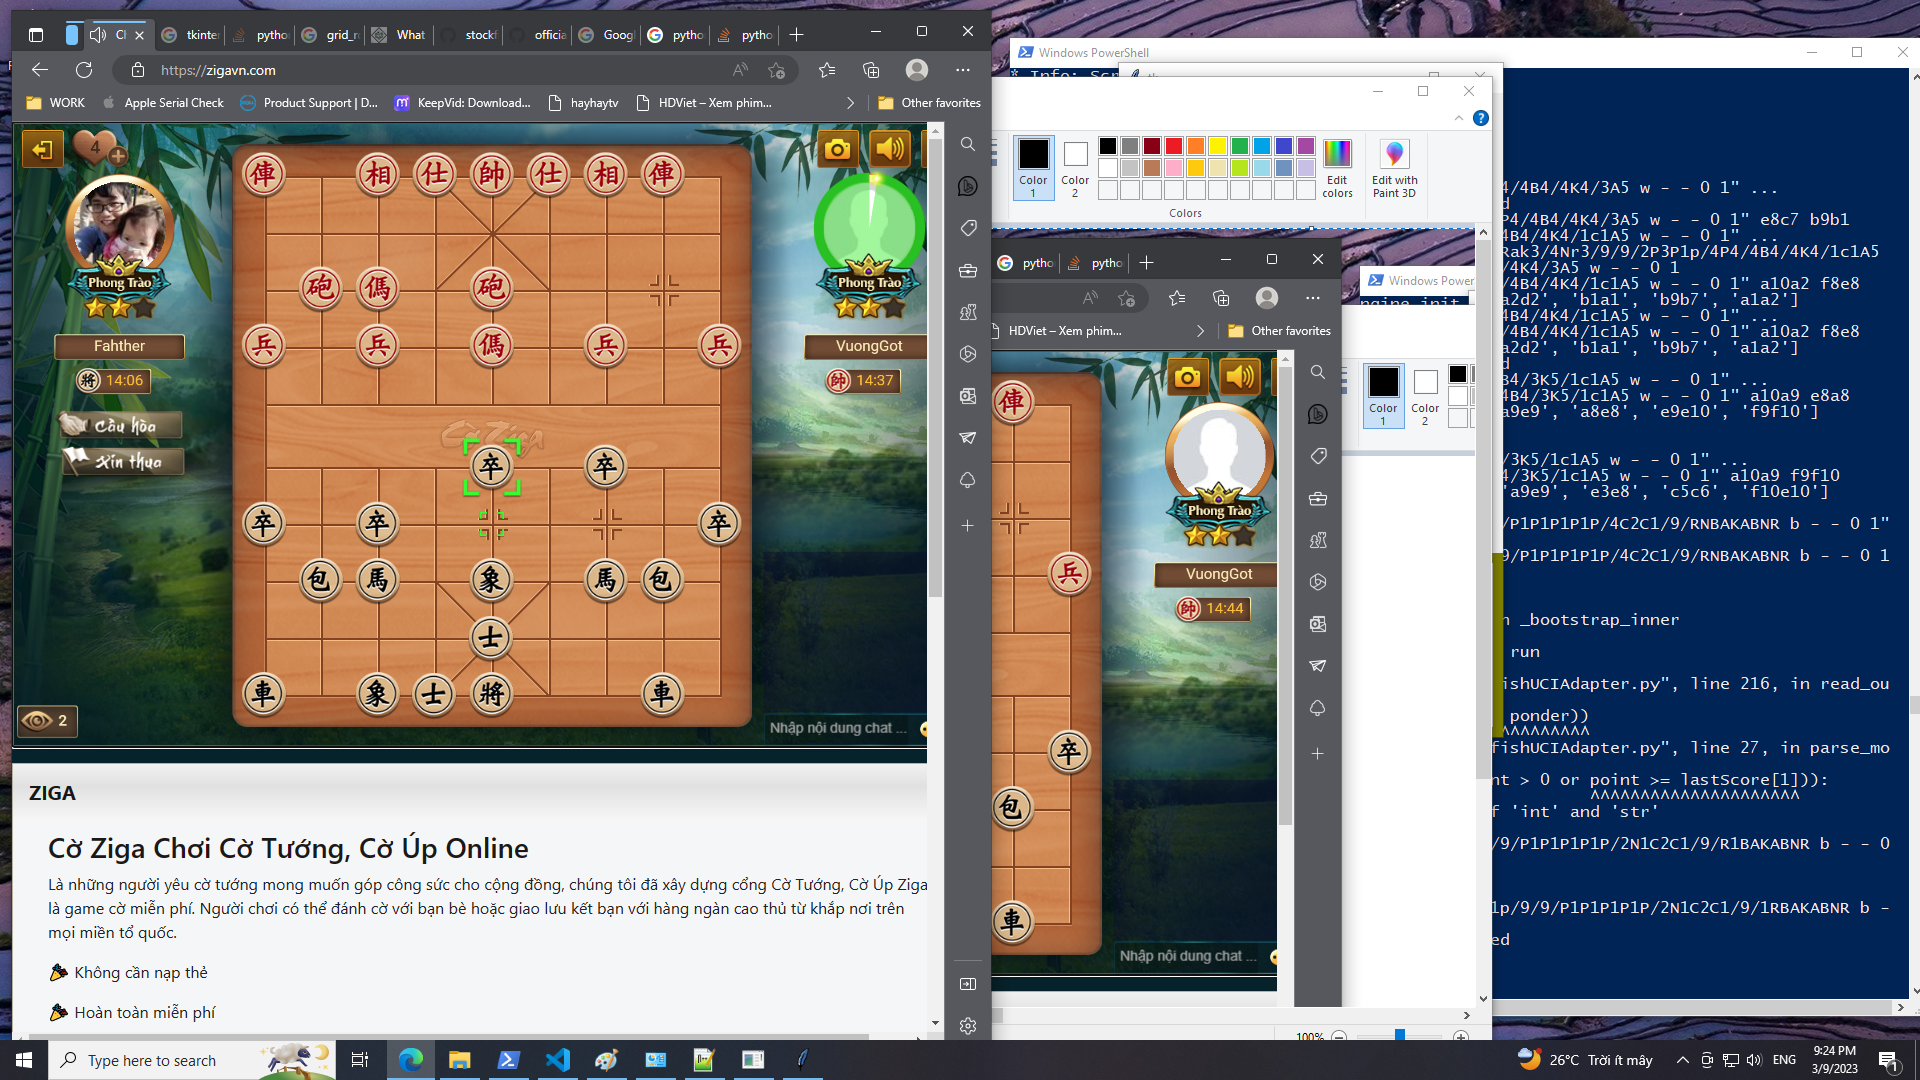 Cl
tkinte
pytho
grid_r
What
stockf
officia
Goog
pytho
pytho
https://zigavn.com
WORK
Apple Serial Check
Product Support | D...
KeepVid: Download...
hayhaytv
HDViet – Xem phim...
Other favorites
4
俥 相 仕 帥 仕 相 俥
Phong Trào
Phong Trào
砲 傌 砲
Fahther
兵 兵 傌 兵 兵
VuongGot
將 14:06
帥 14:37
Cầu hòa
Xin thua
Cờ Ziga
卒 卒
卒 卒 卒
包 馬 象 馬 包
士
車 象 士 將 車
2
Nhập nội dung chat ...
ZIGA
Cờ Ziga Chơi Cờ Tướng, Cờ Úp Online
Là những người yêu cờ tướng mong muốn góp công sức cho cộng đồng, chúng tôi đã xây dựng cổng Cờ Tướng, Cờ Úp Ziga
là game cờ miễn phí. Người chơi có thể đánh cờ với bạn bè hoặc giao lưu kết bạn với hàng ngàn cao thủ từ khắp nơi trên
mọi miền tổ quốc.
Không cần nạp thẻ
Hoàn toàn miễn phí
Windows PowerShell
Color
1
Color
2
Edit
colors
Edit with
Paint 3D
Colors
pytho
pytho
HDViet – Xem phim...
Other favorites
俥
Phong Trào
兵
VuongGot
帥 14:44
卒
包
車
Nhập nội dung chat ...
100%
Windows Power
Color
1
Color
2
4/4B4/4K4/3A5 w - - 0 1" ...
d
P4/4B4/4K4/3A5 w - - 0 1" e8c7 b9b1
4B4/4K4/1c1A5 w - - 0 1" ...
Rak3/4Nr3/9/9/2P3P1p/4P4/4B4/4K4/1c1A5
/4K4/3A5 w - - 0 1
4B4/4K4/1c1A5 w - - 0 1" a10a2 f8e8
a2d2', 'b1a1', 'b9b7', 'a1a2']
4B4/4K4/1c1A5 w - - 0 1" ...
4B4/4K4/1c1A5 w - - 0 1" a10a2 f8e8
a2d2', 'b1a1', 'b9b7', 'a1a2']
d
B4/3K5/1c1A5 w - - 0 1" ...
4B4/3K5/1c1A5 w - - 0 1" a10a9 e8a8
a9e9', 'a8e8', 'e9e10', 'f9f10']
/3K5/1c1A5 w - - 0 1" ...
4/3K5/1c1A5 w - - 0 1" a10a9 f9f10
'a9e9', 'e3e8', 'c5c6', 'f10e10']
/P1P1P1P1P/4C2C1/9/RNBAKABNR b - - 0 1"
9/P1P1P1P1P/4C2C1/9/RNBAKABNR b - - 0 1
n _bootstrap_inner
run
fishUCIAdapter.py", line 216, in read_ou
ponder))
^^^^^^^^^
fishUCIAdapter.py", line 27, in parse_mo
nt > 0 or point >= lastScore[1])):
^^^^^^^^^^^^^^^^^^^^^
f 'int' and 'str'
/9/P1P1P1P1P/2N1C2C1/9/R1BAKABNR b - - 0
1p/9/9/P1P1P1P1P/2N1C2C1/9/1RBAKABNR b -
ed
Type here to search
26°C Trời ít mây
ENG
9:24 PM
3/9/2023
1